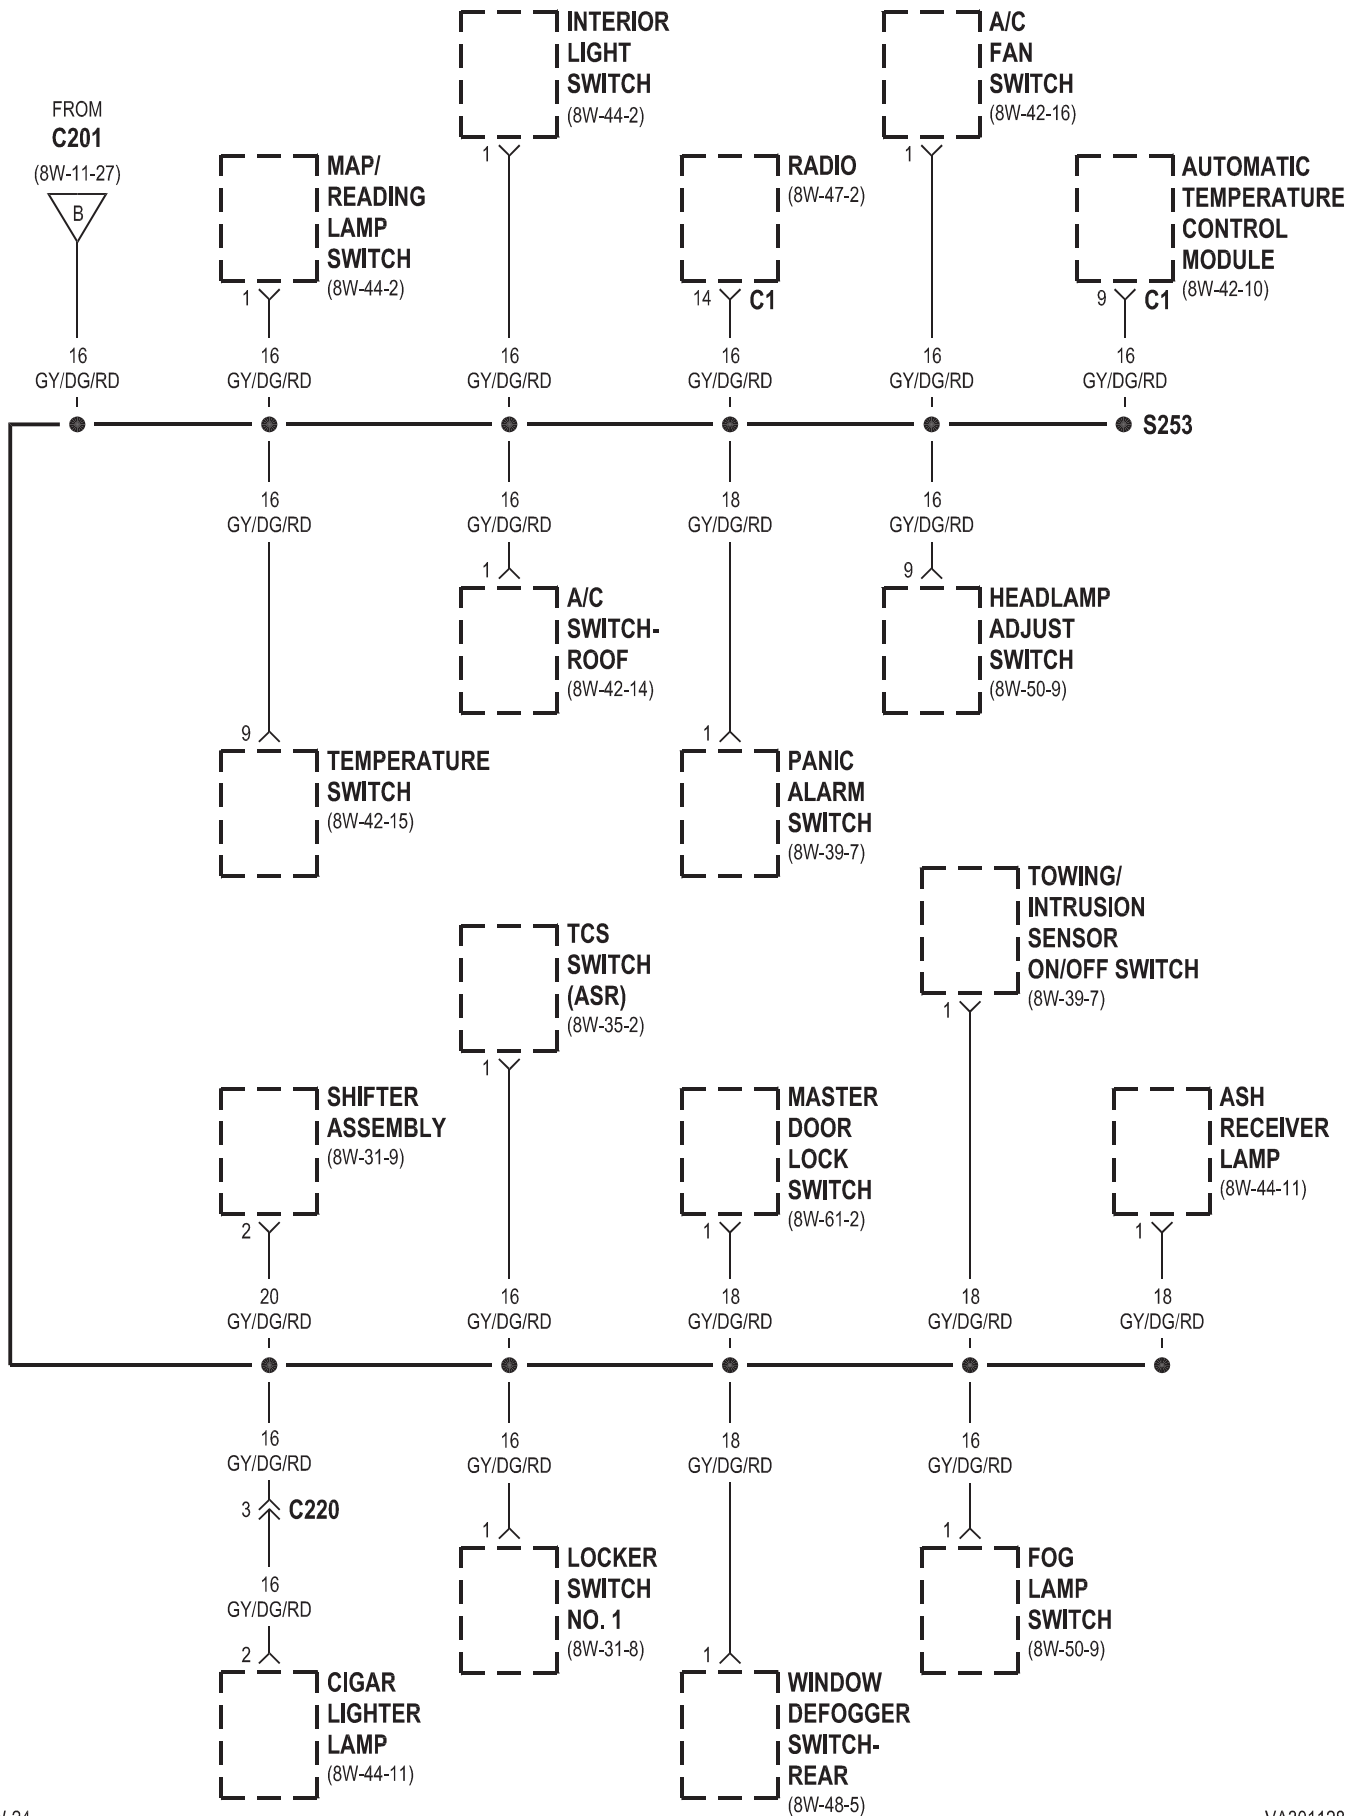 INTERIOR
LIGHT
SWITCH
(8W-44-2)
1
A/C
FAN
SWITCH
(8W-42-16)
1
FROM
C201
(8W-11-27)
B
MAP/
READING
LAMP
SWITCH
(8W-44-2)
1
RADIO
(8W-47-2)
14
C1
AUTOMATIC
TEMPERATURE
CONTROL
MODULE
(8W-42-10)
9
C1
16
GY/DG/RD
16
GY/DG/RD
16
GY/DG/RD
16
GY/DG/RD
16
GY/DG/RD
16
GY/DG/RD
S253
16
GY/DG/RD
16
GY/DG/RD
18
GY/DG/RD
16
GY/DG/RD
1
A/C
SWITCH-
ROOF
(8W-42-14)
9
HEADLAMP
ADJUST
SWITCH
(8W-50-9)
9
TEMPERATURE
SWITCH
(8W-42-15)
1
PANIC
ALARM
SWITCH
(8W-39-7)
TOWING/
INTRUSION
SENSOR
ON/OFF SWITCH
(8W-39-7)
1
TCS
SWITCH
(ASR)
(8W-35-2)
1
SHIFTER
ASSEMBLY
(8W-31-9)
2
MASTER
DOOR
LOCK
SWITCH
(8W-61-2)
1
ASH
RECEIVER
LAMP
(8W-44-11)
1
20
GY/DG/RD
16
GY/DG/RD
18
GY/DG/RD
18
GY/DG/RD
18
GY/DG/RD
16
GY/DG/RD
16
GY/DG/RD
18
GY/DG/RD
16
GY/DG/RD
3
C220
16
GY/DG/RD
2
CIGAR
LIGHTER
LAMP
(8W-44-11)
1
LOCKER
SWITCH
NO. 1
(8W-31-8)
1
WINDOW
DEFOGGER
SWITCH-
REAR
(8W-48-5)
1
FOG
LAMP
SWITCH
(8W-50-9)